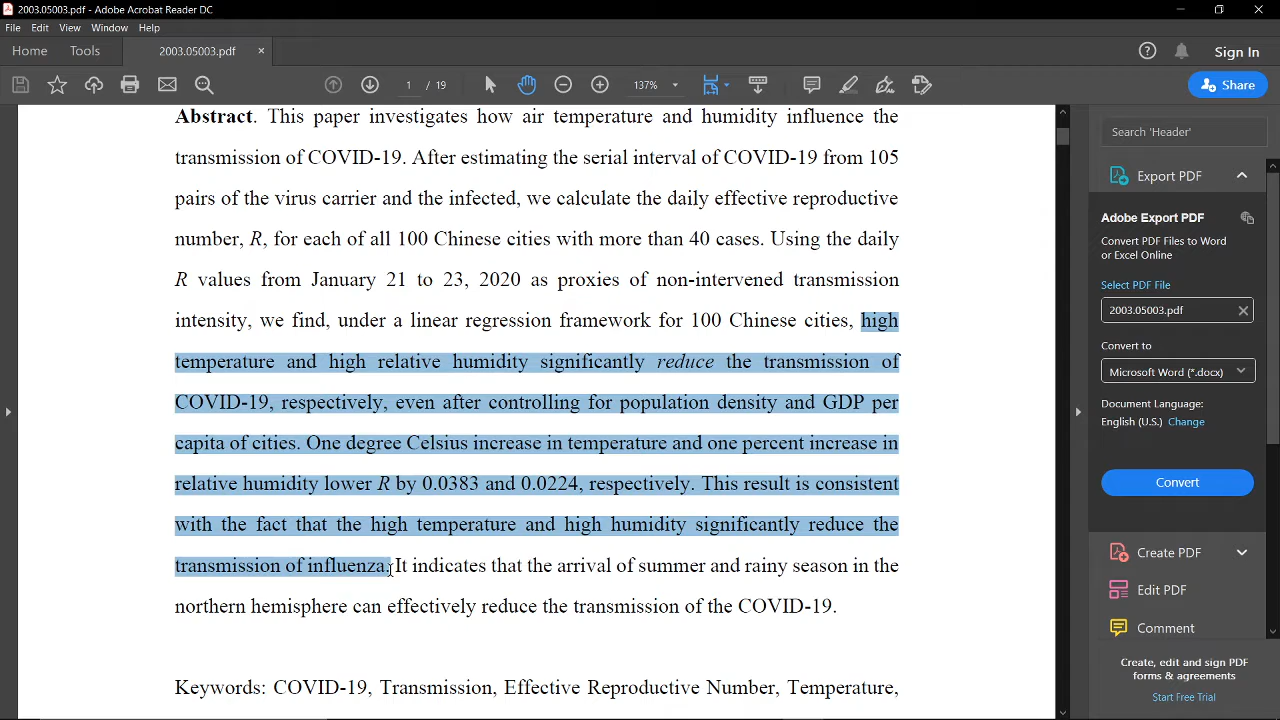 2003.05003.pdf - Adobe Acrobat Reader DC
File Edit View Window Help
Home Tools 2003.05003.pdf × Sign In
1 / 19 137% Share
Abstract. This paper investigates how air temperature and humidity influence the
transmission of COVID-19. After estimating the serial interval of COVID-19 from 105
pairs of the virus carrier and the infected, we calculate the daily effective reproductive
number, R, for each of all 100 Chinese cities with more than 40 cases. Using the daily
R values from January 21 to 23, 2020 as proxies of non-intervened transmission
intensity, we find, under a linear regression framework for 100 Chinese cities, high
temperature and high relative humidity significantly reduce the transmission of
COVID-19, respectively, even after controlling for population density and GDP per
capita of cities. One degree Celsius increase in temperature and one percent increase in
relative humidity lower R by 0.0383 and 0.0224, respectively. This result is consistent
with the fact that the high temperature and high humidity significantly reduce the
transmission of influenza. It indicates that the arrival of summer and rainy season in the
northern hemisphere can effectively reduce the transmission of the COVID-19.
Keywords: COVID-19, Transmission, Effective Reproductive Number, Temperature,
Search 'Header'
Export PDF
Adobe Export PDF
Convert PDF Files to Word
or Excel Online
Select PDF File
2003.05003.pdf
Convert to
Microsoft Word (*.docx)
Document Language:
English (U.S.) Change
Convert
Create PDF
Edit PDF
Comment
Create, edit and sign PDF
forms & agreements
Start Free Trial